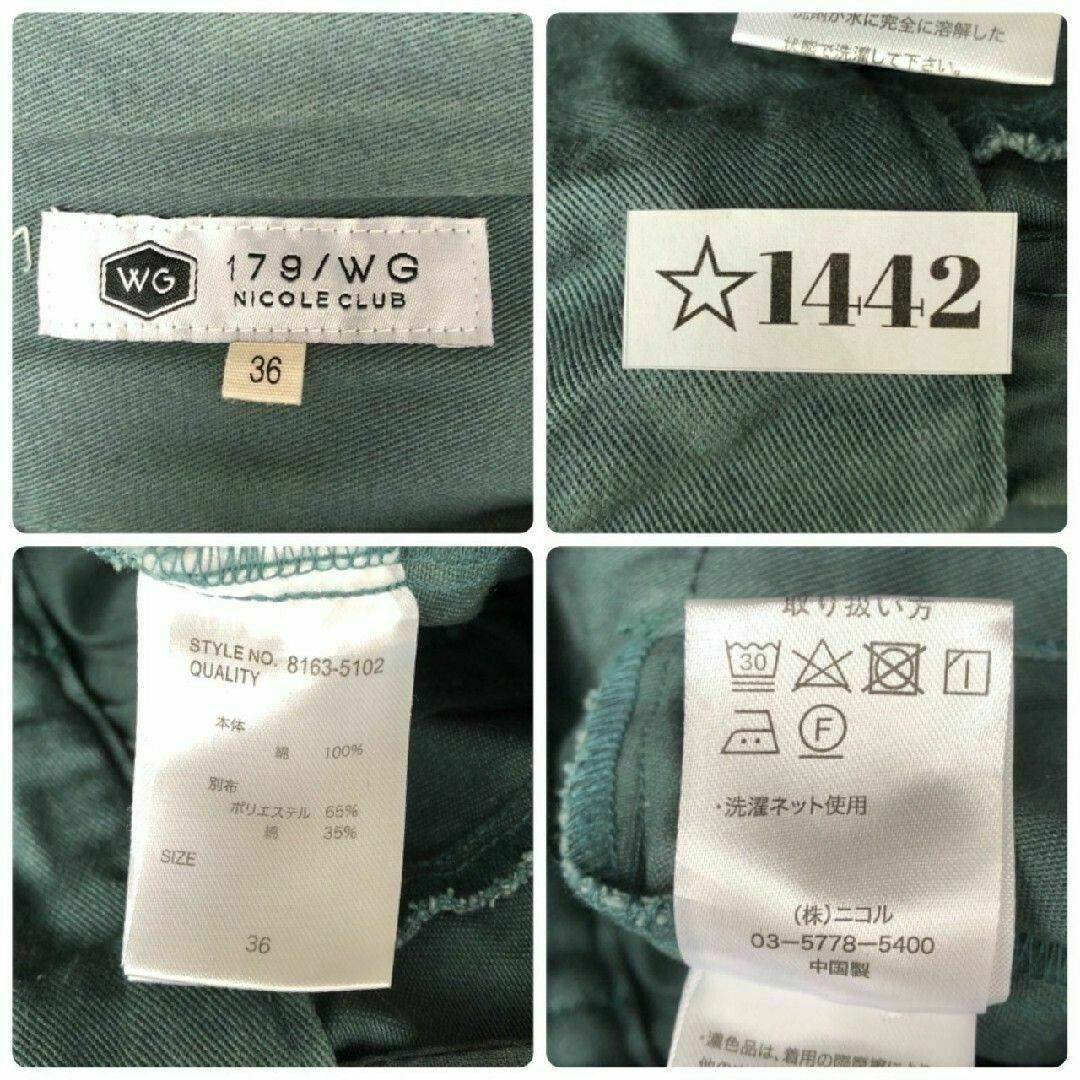 WG
179/WG
NICOLE CLUB
36
洗剤が水に完全に溶解した
状態で洗濯して下さい。
☆1442
STYLE NO. 8163-5102
QUALITY
本体
綿 100%
別布
ポリエステル 65%
綿 35%
SIZE
36
取り扱い方
30
F
・洗濯ネット使用
(株)ニコル
03-5778-5400
中国製
・濃色品は、着用の際摩擦により